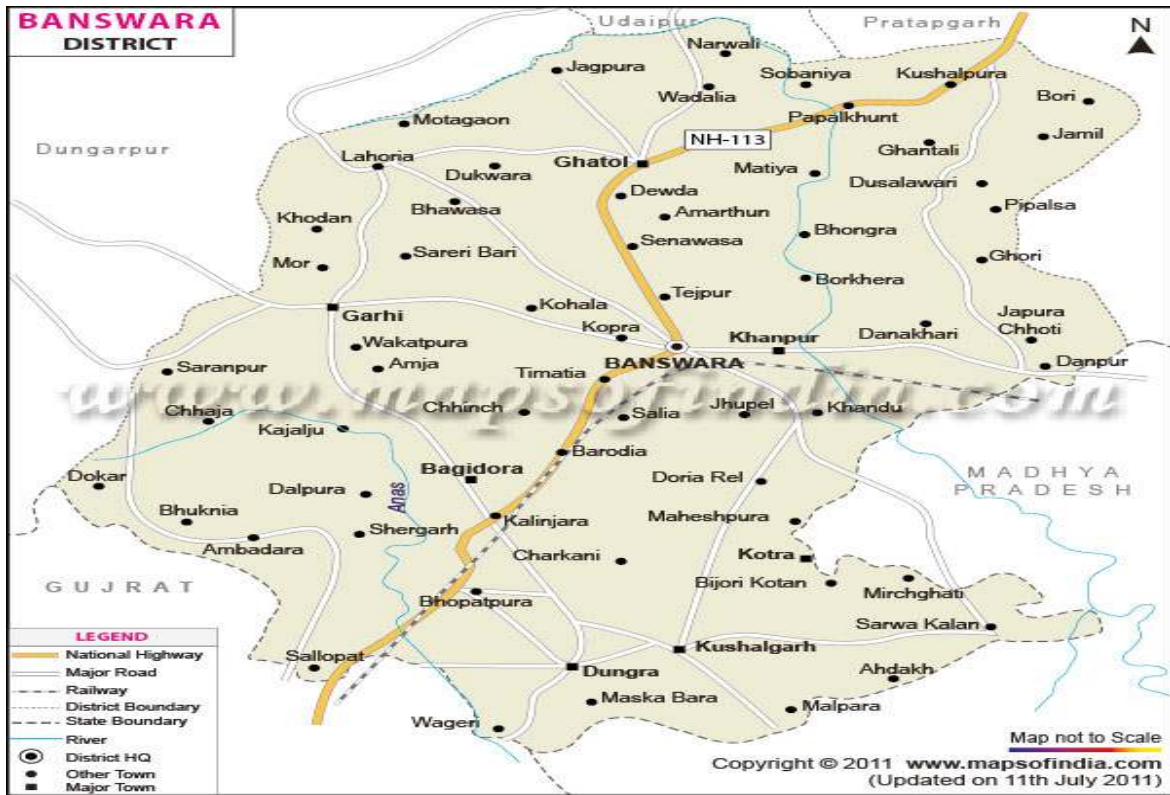 BANSWARA
DISTRICT
Udaipur
Pratapgarh
N
Narwali
Jagpura
Sobaniya
Kushalpura
Wadalia
Bori
Papalkhunt
Motagaon
NH-113
Jamil
Dungarpur
Lahoria
Ghatol
Ghantali
Dukwara
Matiya
Dusalawari
Dewda
Bhawasa
Amarthun
Pipalsa
Khodan
Senawasa
Bhongra
Sareri Bari
Mor
Ghori
Borkhera
Tejpur
Kohala
Garhi
Japura
Chhoti
Kopra
Khanpur
Danakhari
Wakatpura
BANSWARA
Danpur
Saranpur
Amja
Timatia
www.mapsofindia.com
Chhaja
Chhinch
Salia
Jhupel
Khandu
Kajalju
Barodia
Bagidora
Dokar
Doria Rel
MADHYA
PRADESH
Dalpura
Anas
Bhuknia
Kalinjara
Maheshpura
Shergarh
Ambadara
Charkani
Kotra
GUJRAT
Bijori Kotan
Mirchghati
Bhopatpura
Sarwa Kalan
LEGEND
National Highway
Major Road
Railway
District Boundary
State Boundary
River
District HQ
Other Town
Major Town
Sallopat
Kushalgarh
Dungra
Ahdakh
Maska Bara
Malpara
Wageri
Map not to Scale
Copyright © 2011 www.mapsofindia.com
(Updated on 11th July 2011)